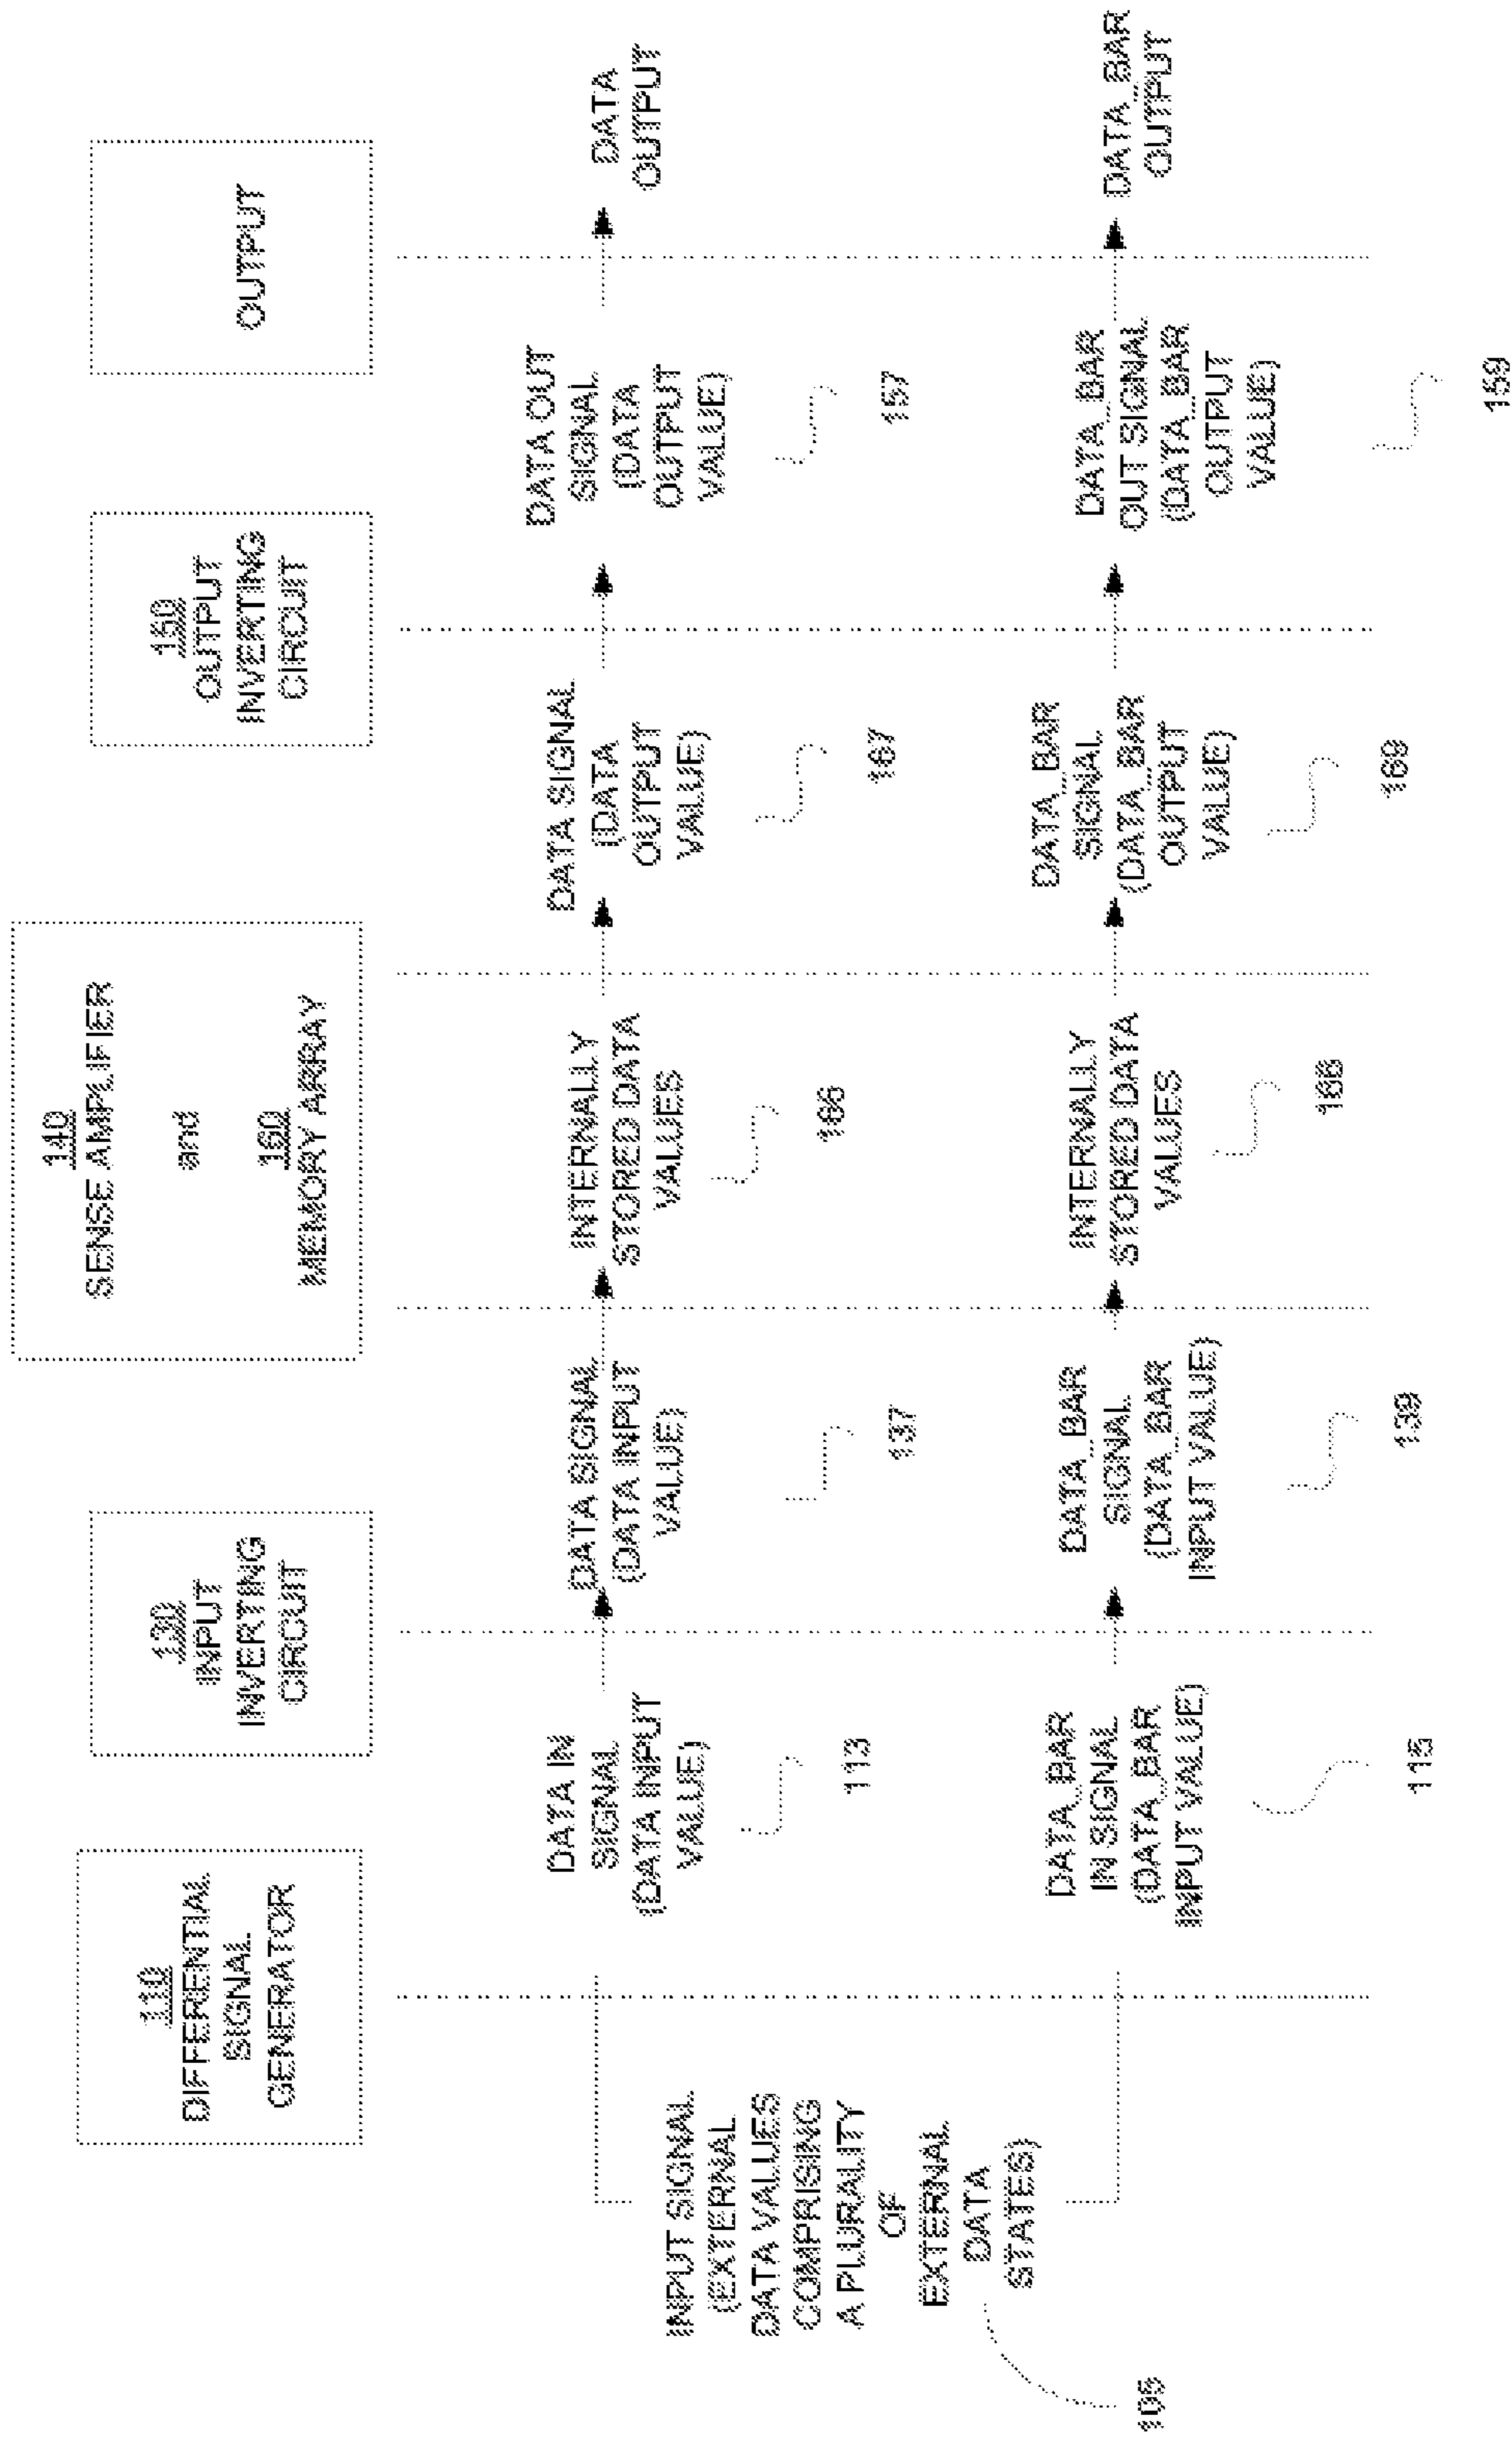 110
DIFFERENTIAL
SIGNAL
GENERATOR
130
INPUT
INVERTING
CIRCUIT
140
SENSE AMPLIFIER
and
160
MEMORY ARRAY
150
OUTPUT
INVERTING
CIRCUIT
OUTPUT
INPUT SIGNAL
(EXTERNAL
DATA VALUES
COMPRISING
A PLURALITY
OF
EXTERNAL
DATA
STATES)
105
DATA IN
SIGNAL
(DATA INPUT
VALUE)
113
DATA SIGNAL
(DATA INPUT
VALUE)
137
INTERNALLY
STORED DATA
VALUES
166
DATA SIGNAL
(DATA
OUTPUT
VALUE)
167
DATA OUT
SIGNAL
(DATA
OUTPUT
VALUE)
157
DATA
OUTPUT
DATA_BAR
IN SIGNAL
(DATA_BAR
INPUT VALUE)
115
DATA_BAR
SIGNAL
(DATA_BAR
INPUT VALUE)
139
INTERNALLY
STORED DATA
VALUES
DATA_BAR
SIGNAL
(DATA_BAR
OUTPUT
VALUE)
169
DATA_BAR
OUT SIGNAL
(DATA_BAR
OUTPUT
VALUE)
159
DATA_BAR
OUTPUT